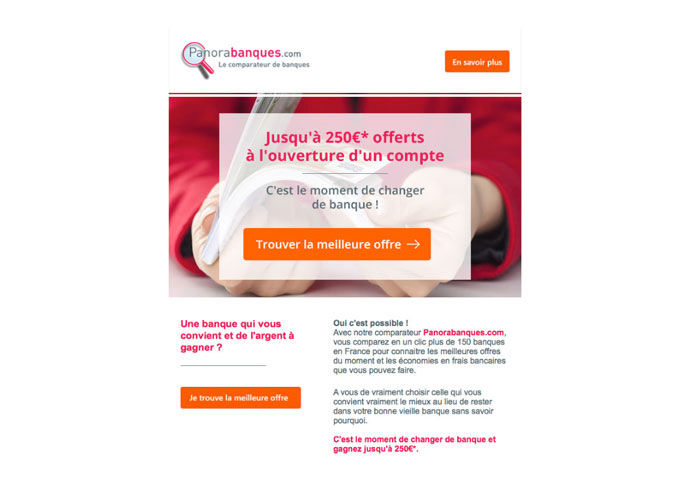 Panorabanques.com
Le comparateur de banques
En savoir plus
Jusqu'à 250€* offerts
à l'ouverture d'un compte
C'est le moment de changer
de banque !
Trouver la meilleure offre →
Une banque qui vous
convient et de l'argent à
gagner ?
Je trouve la meilleure offre
Oui c'est possible !
Avec notre comparateur Panorabanques.com,
vous comparez en un clic plus de 150 banques
en France pour connaitre les meilleures offres
du moment et les économies en frais bancaires
que vous pouvez faire.
A vous de vraiment choisir celle qui vous
convient vraiment le mieux au lieu de rester
dans votre bonne vieille banque sans savoir
pourquoi.
C'est le moment de changer de banque et
gagnez jusqu'à 250€*.